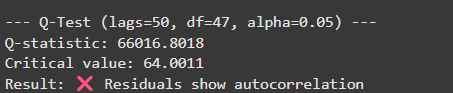 --- Q-Test (lags=50, df=47, alpha=0.05) ---
Q-statistic: 66016.8018
Critical value: 64.0011
Result: ❌ Residuals show autocorrelation